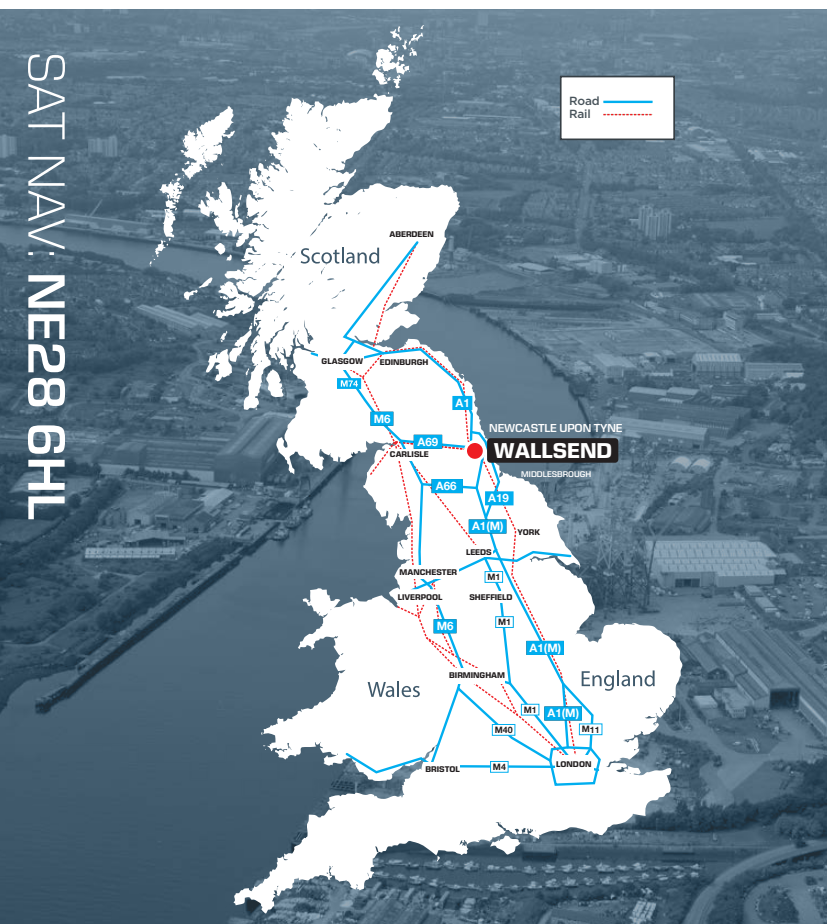 SAT NAV: NE28 6HL
Road
Rail
ABERDEEN
Scotland
GLASGOW
EDINBURGH
M74
A1
M6
NEWCASTLE UPON TYNE
A69
WALLSEND
CARLISLE
MIDDLESBROUGH
A66
A19
A1(M)
YORK
LEEDS
MANCHESTER
M1
LIVERPOOL
SHEFFIELD
M6
M1
A1(M)
BIRMINGHAM
England
Wales
M1
A1(M)
M40
M11
BRISTOL
M4
LONDON